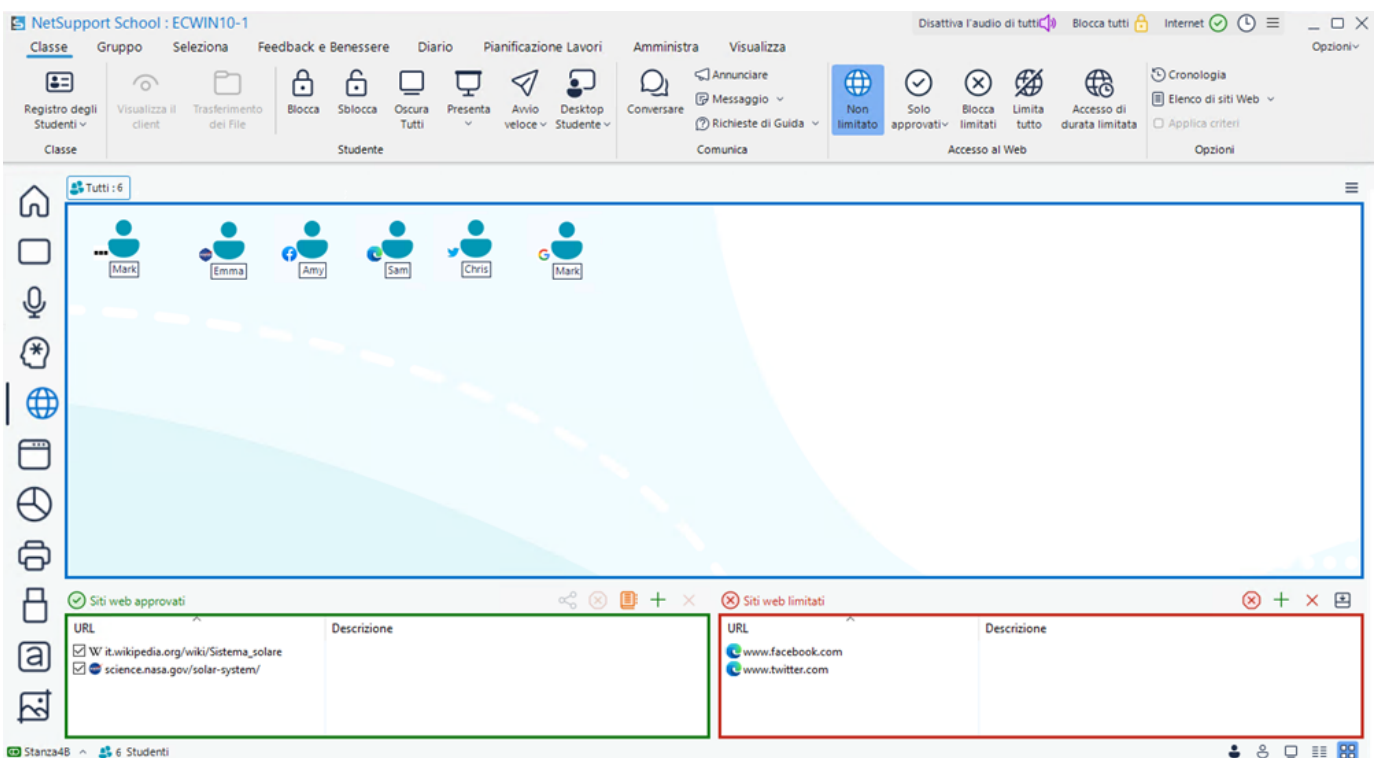 NetSupport School : ECWIN10-1
Disattiva l'audio di tutti Blocca tutti Internet
Classe Gruppo Seleziona Feedback e Benessere Diario Pianificazione Lavori Amministra Visualizza Opzioni
Registro degli Studenti
Visualizza il client
Trasferimento dei File
Blocca
Sblocca
Oscura Tutti
Presenta
Avvio veloce
Desktop Studente
Conversare
Annunciare
Messaggio
Richieste di Guida
Non limitato
Solo approvati
Blocca limitati
Limita tutto
Accesso di durata limitata
Cronologia
Elenco di siti Web
Applica criteri
Classe Studente Comunica Accesso al Web Opzioni
Tutti : 6
Mark Emma Amy Sam Chris Mark
Siti web approvati
URL Descrizione
it.wikipedia.org/wiki/Sistema_solare
science.nasa.gov/solar-system/
Siti web limitati
URL Descrizione
www.facebook.com
www.twitter.com
Stanza4B 6 Studenti